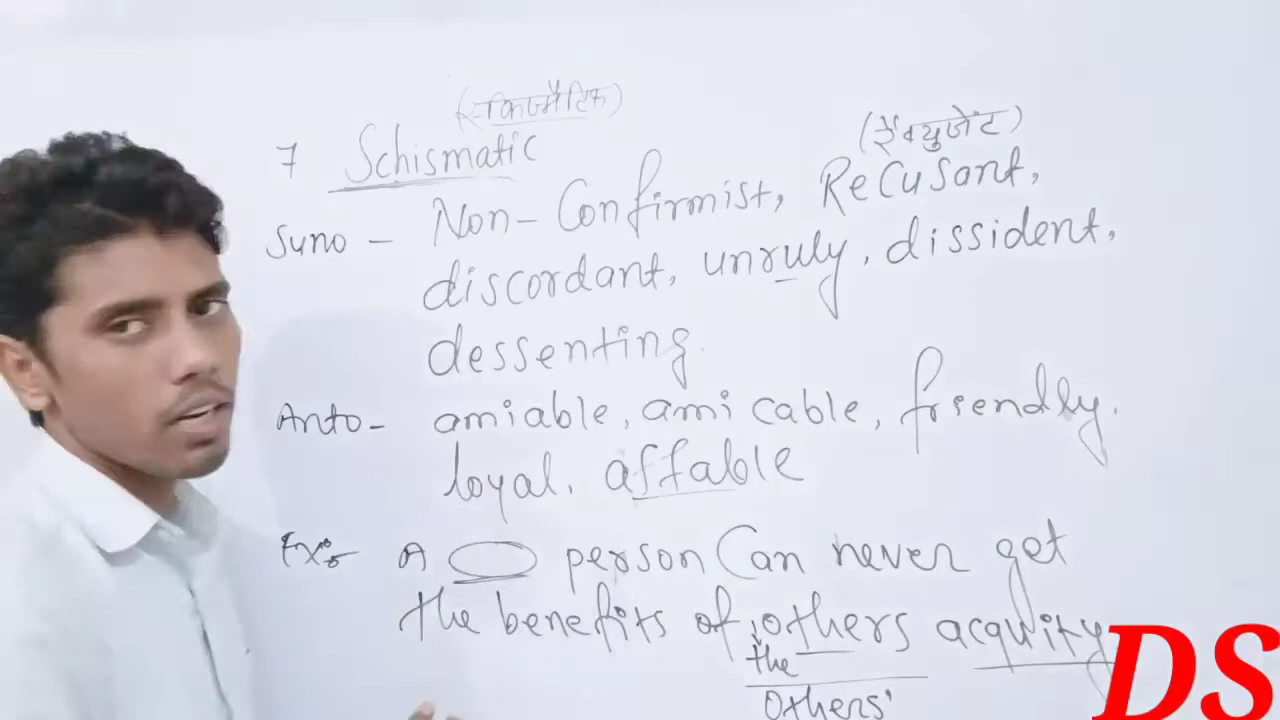 (स्किज्मैटिक)
7 Schismatic
(रैक्युजेंट)
Suno - Non-Confirmist, Recusant,
discordant, unruly, dissident,
dessenting.
Anto - amiable, amicable, friendly,
loyal, affable
Ex:- A person Can never get
the benefits of others acquity
the
others'
DS